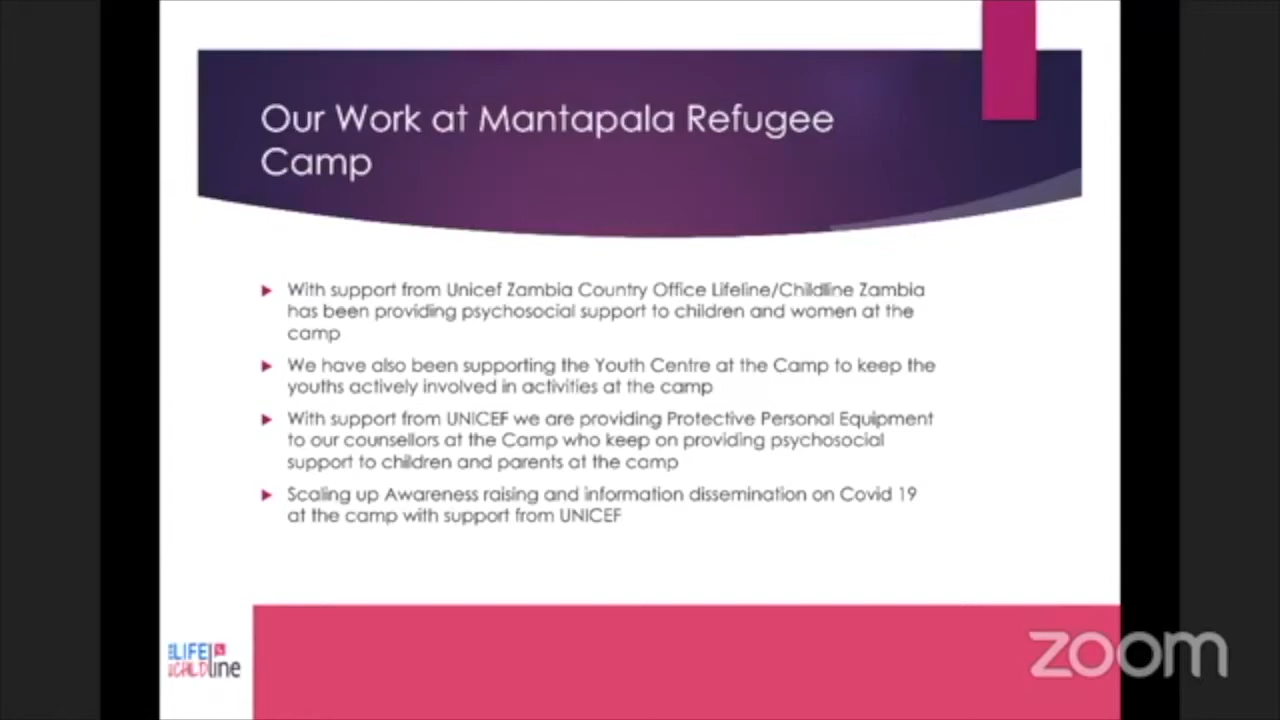 Our Work at Mantapala Refugee
Camp
With support from Unicef Zambia Country Office Lifeline/Childline Zambia
has been providing psychosocial support to children and women at the
camp
We have also been supporting the Youth Centre at the Camp to keep the
youths actively involved in activities at the camp
With support from UNICEF we are providing Protective Personal Equipment
to our counsellors at the Camp who keep on providing psychosocial
support to children and parents at the camp
Scaling up Awareness raising and information dissemination on Covid 19
at the camp with support from UNICEF
LIFE
CHILD line
zoom